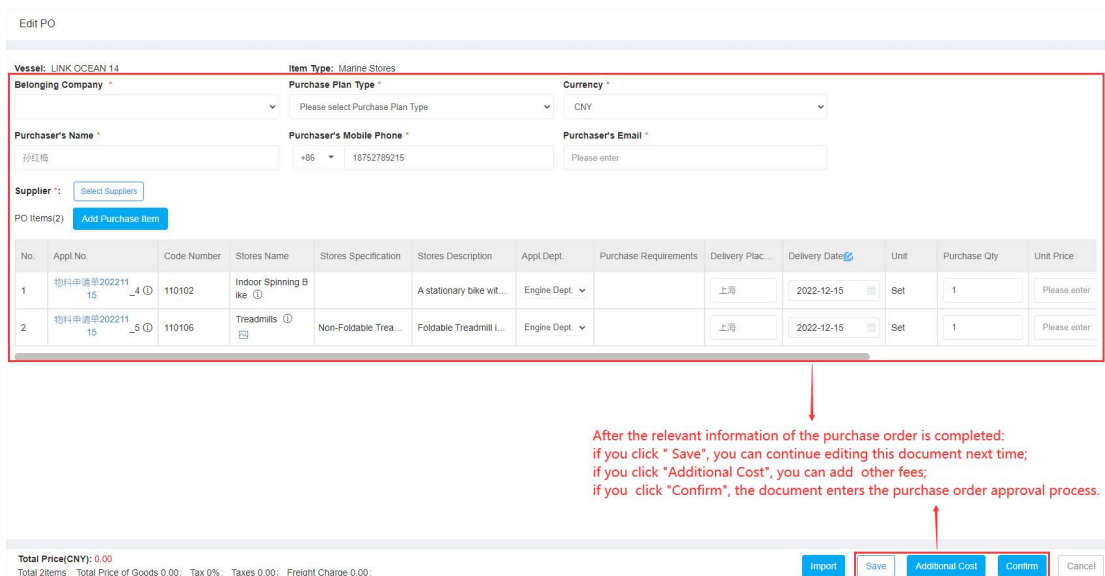 Edit PO
Vessel: LINK OCEAN 14 Item Type: Marine Stores
Belonging Company * Purchase Plan Type * Currency *
Please select Purchase Plan Type CNY
Purchaser's Name * Purchaser's Mobile Phone * Purchaser's Email *
孙红梅 +86 18752789215 Please enter
Supplier *: Select Suppliers
PO Items(2) Add Purchase Item
No. Appl.No. Code Number Stores Name Stores Specification Stores Description Appl.Dept. Purchase Requirements Delivery Plac... Delivery Date Unit Purchase Qty Unit Price
1 物料申请单202211 15 _4 110102 Indoor Spinning B ike A stationary bike wit... Engine Dept. 上海 2022-12-15 Set 1 Please enter
2 物料申请单202211 15 _5 110106 Treadmills Non-Foldable Trea... Foldable Treadmill i... Engine Dept. 上海 2022-12-15 Set 1 Please enter
After the relevant information of the purchase order is completed:
if you click " Save", you can continue editing this document next time;
if you click "Additional Cost", you can add other fees;
if you click "Confirm", the document enters the purchase order approval process.
Total Price(CNY): 0.00
Total 2items Total Price of Goods 0.00; Tax 0%; Taxes 0.00; Freight Charge 0.00;
Import Save Additional Cost Confirm Cancel